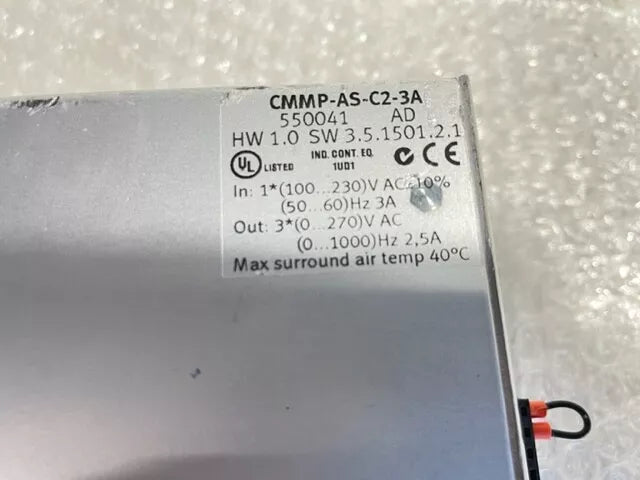 CMMP-AS-C2-3A
550041 AD
HW 1.0 SW 3.5.1501.2.1
UL LISTED IND. CONT. EQ. 1UD1 CE
In: 1*(100...230)V AC±10%
(50...60)Hz 3A
Out: 3*(0...270)V AC
(0...1000)Hz 2,5A
Max surround air temp 40°C